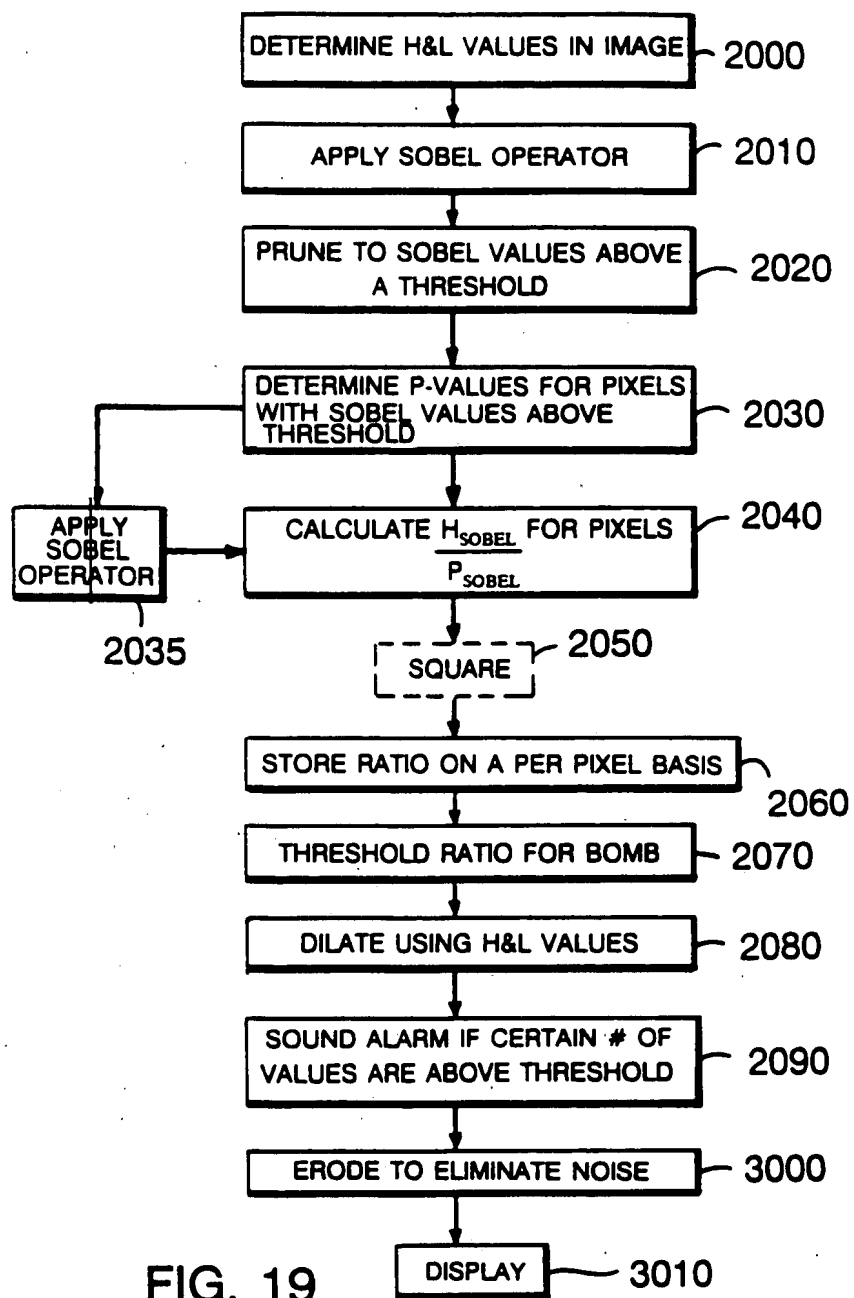 DETERMINE H&L VALUES IN IMAGE
2000
APPLY SOBEL OPERATOR
2010
PRUNE TO SOBEL VALUES ABOVE
A THRESHOLD
2020
DETERMINE P-VALUES FOR PIXELS
WITH SOBEL VALUES ABOVE
THRESHOLD
2030
APPLY
SOBEL
OPERATOR
2035
CALCULATE H_SOBEL FOR PIXELS
P_SOBEL
2040
SQUARE
2050
STORE RATIO ON A PER PIXEL BASIS
2060
THRESHOLD RATIO FOR BOMB
2070
DILATE USING H&L VALUES
2080
SOUND ALARM IF CERTAIN # OF
VALUES ARE ABOVE THRESHOLD
2090
ERODE TO ELIMINATE NOISE
3000
DISPLAY
3010
FIG. 19